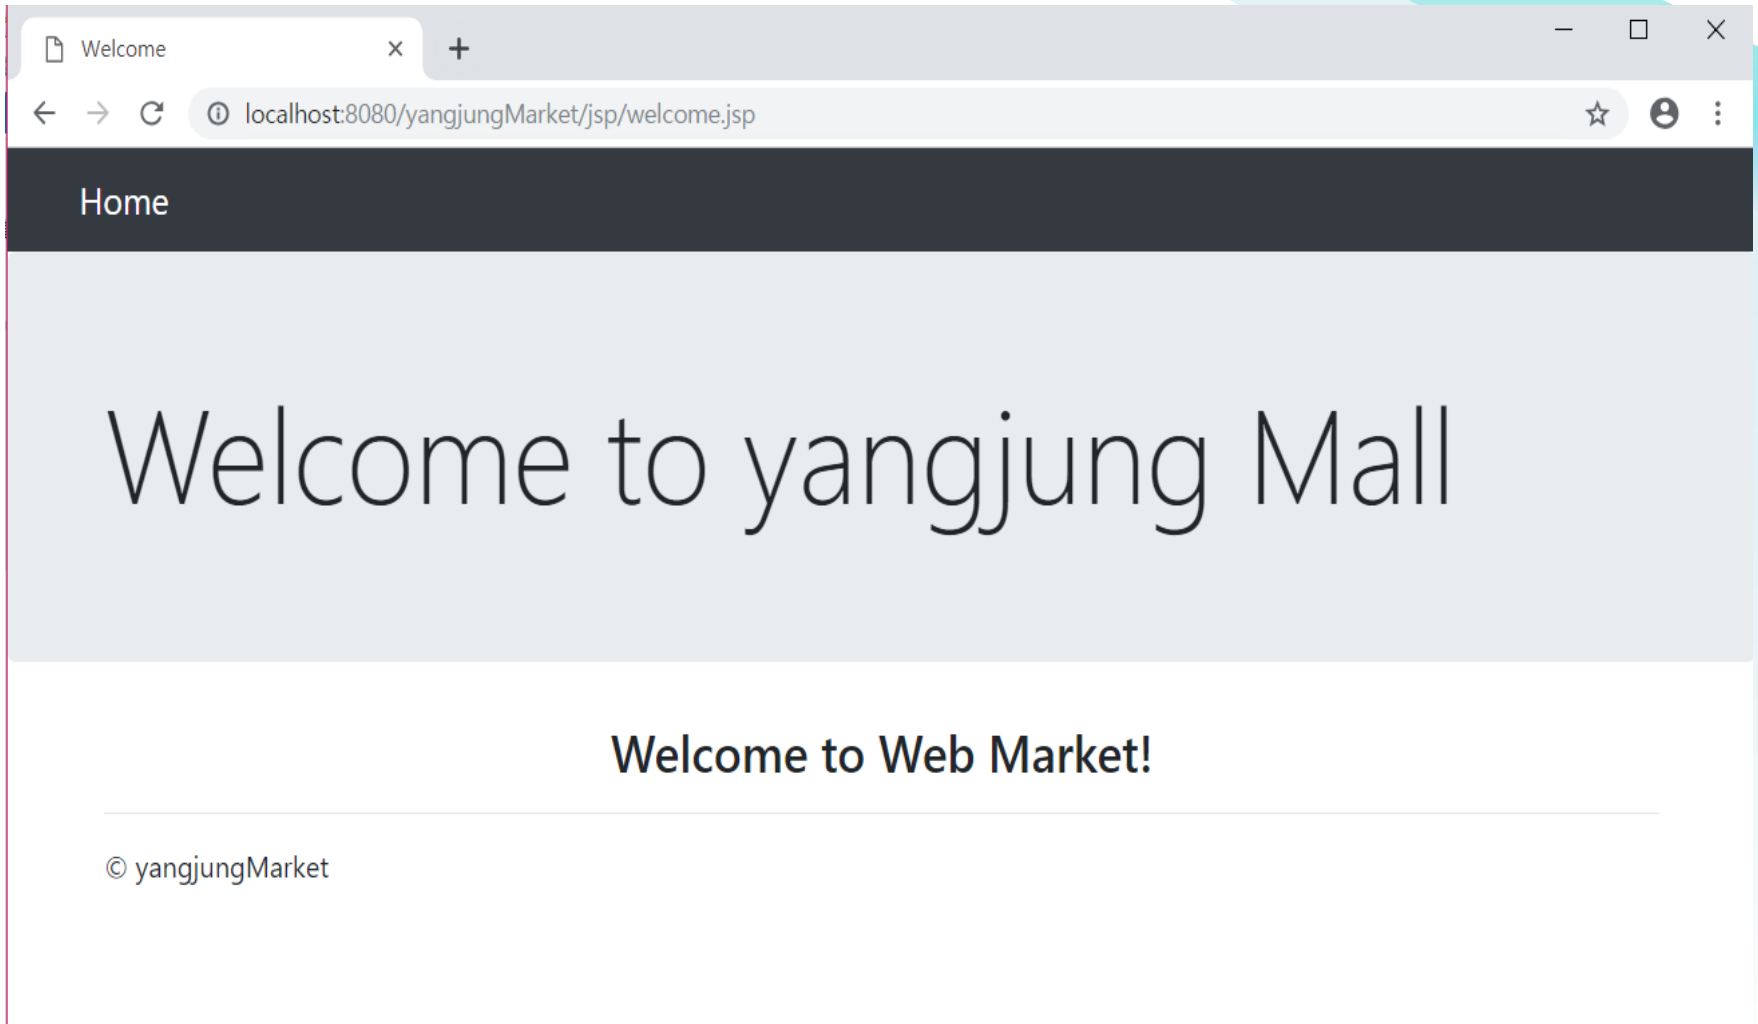 Welcome
localhost:8080/yangjungMarket/jsp/welcome.jsp
Home
Welcome to yangjung Mall
Welcome to Web Market!
© yangjungMarket